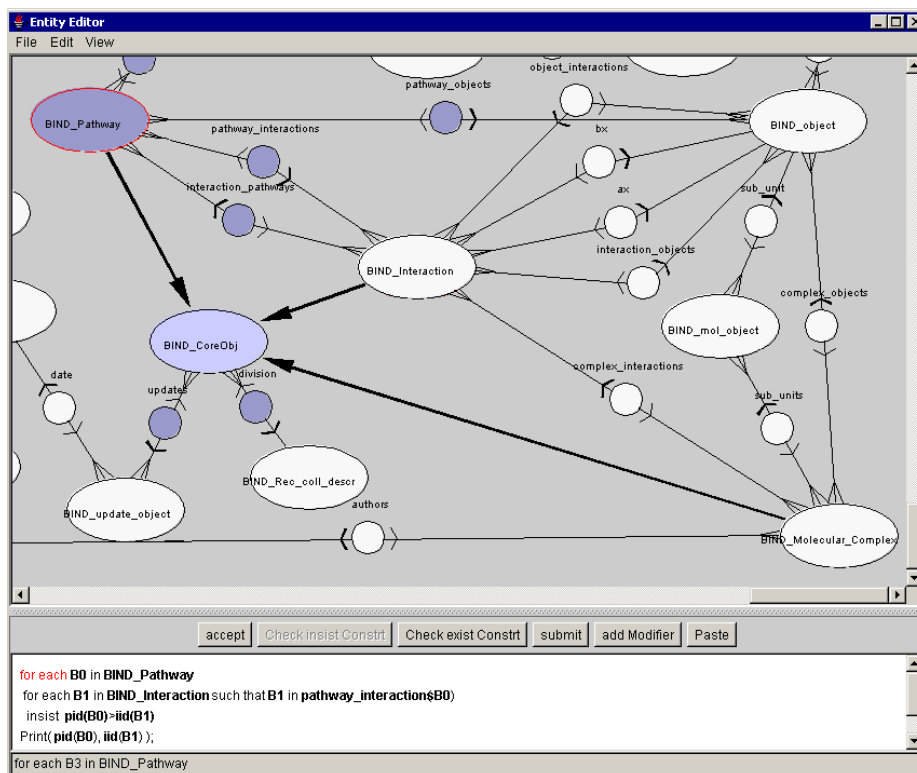 Entity Editor
File Edit View
object_interactions
pathway_objects
BIND_Pathway
pathway_interactions
bx
BIND_object
interaction_pathways
ax
sub_unit
interaction_objects
BIND_Interaction
complex_objects
BIND_mol_object
BIND_CoreObj
date
division
complex_interactions
updates
sub_units
BIND_Rec_coll_descr
authors
BIND_update_object
BIND_Molecular_Complex
accept Check insist Constrt Check exist Constrt submit add Modifier Paste
for each B0 in BIND_Pathway
for each B1 in BIND_Interaction such that B1 in pathway_interactions(B0)
insist pid(B0)>iid(B1)
Print( pid(B0), iid(B1) );
for each B3 in BIND_Pathway